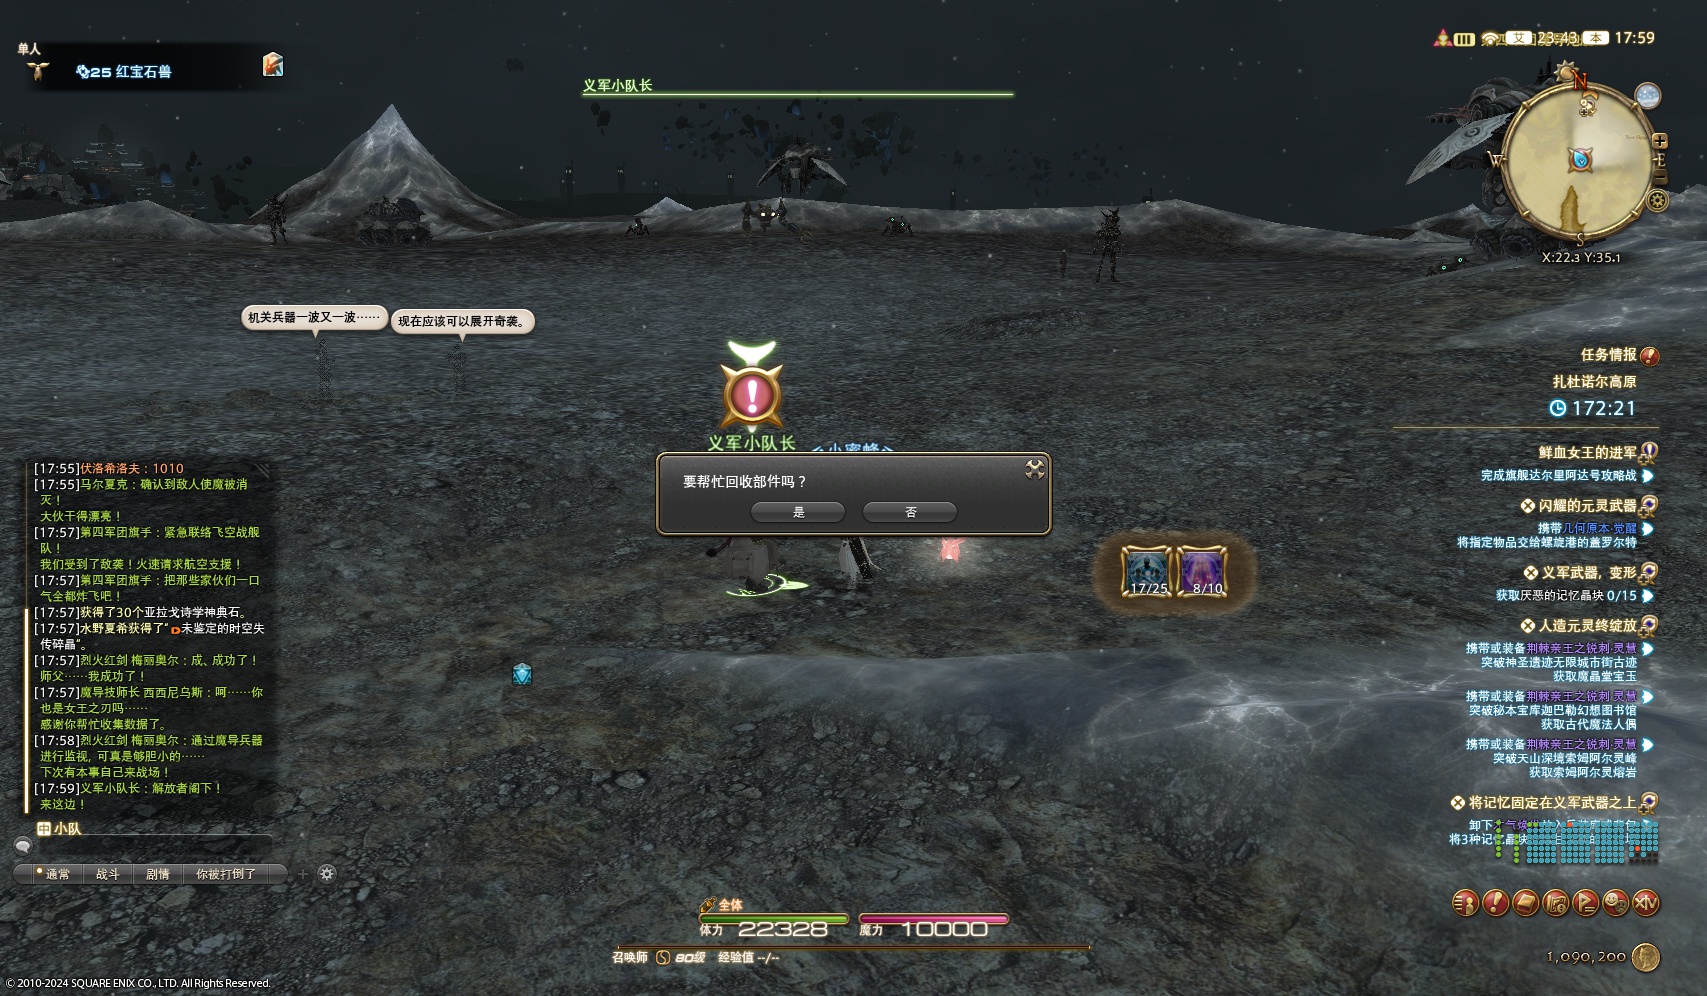 单人
25 红宝石兽
义军小队长
23:43 本 17:59
N
W
E
S
X:22.3 Y:35.1
机关兵器一波又一波……
现在应该可以展开奇袭。
义军小队长
小蜜蜂
要帮忙回收部件吗？
是
否
17/25
8/10
任务情报
扎杜诺尔高原
172:21
鲜血女王的进军
完成旗舰达尔里阿达号攻略战
闪耀的元灵武器
携带几何原本·觉醒
将指定物品交给螺旋港的盖罗尔特
义军武器，变形
获取厌恶的记忆晶块 0/15
人造元灵终绽放
携带或装备荆棘亲王之锐刺·灵慧
突破神圣遗迹无限城市街古迹
获取魔晶堂宝玉
携带或装备荆棘亲王之锐刺·灵慧
突破秘本宝库迦巴勒幻想图书馆
获取古代魔法人偶
携带或装备荆棘亲王之锐刺·灵慧
突破天山深境索姆阿尔灵峰
获取索姆阿尔灵熔岩
将记忆固定在义军武器之上
卸下
将3种记忆晶块
[17:55]伏洛希洛夫：1010
[17:55]马尔夏克：确认到敌人使魔被消
灭！
大伙干得漂亮！
[17:57]第四军团旗手：紧急联络飞空战舰
队！
我们受到了敌袭！火速请求航空支援！
[17:57]第四军团旗手：把那些家伙们一口
气全都炸飞吧！
[17:57]获得了30个亚拉戈诗学神典石。
[17:57]水野夏希获得了“未鉴定的时空失
传碎晶”。
[17:57]烈火红剑 梅丽奥尔：成、成功了！
师父……我成功了！
[17:57]魔导技师长 西西尼乌斯：呵……你
也是女王之刃吗……
感谢你帮忙收集数据了。
[17:58]烈火红剑 梅丽奥尔：通过魔导兵器
进行监视，可真是够胆小的……
下次有本事自己来战场！
[17:59]义军小队长：解放者阁下！
来这边！
小队
通常
战斗
剧情
你被打倒了
全体
体力 22328
魔力 10000
召唤师 80级 经验值 --/--
XIV
1,090,200
© 2010-2024 SQUARE ENIX CO., LTD. All Rights Reserved.